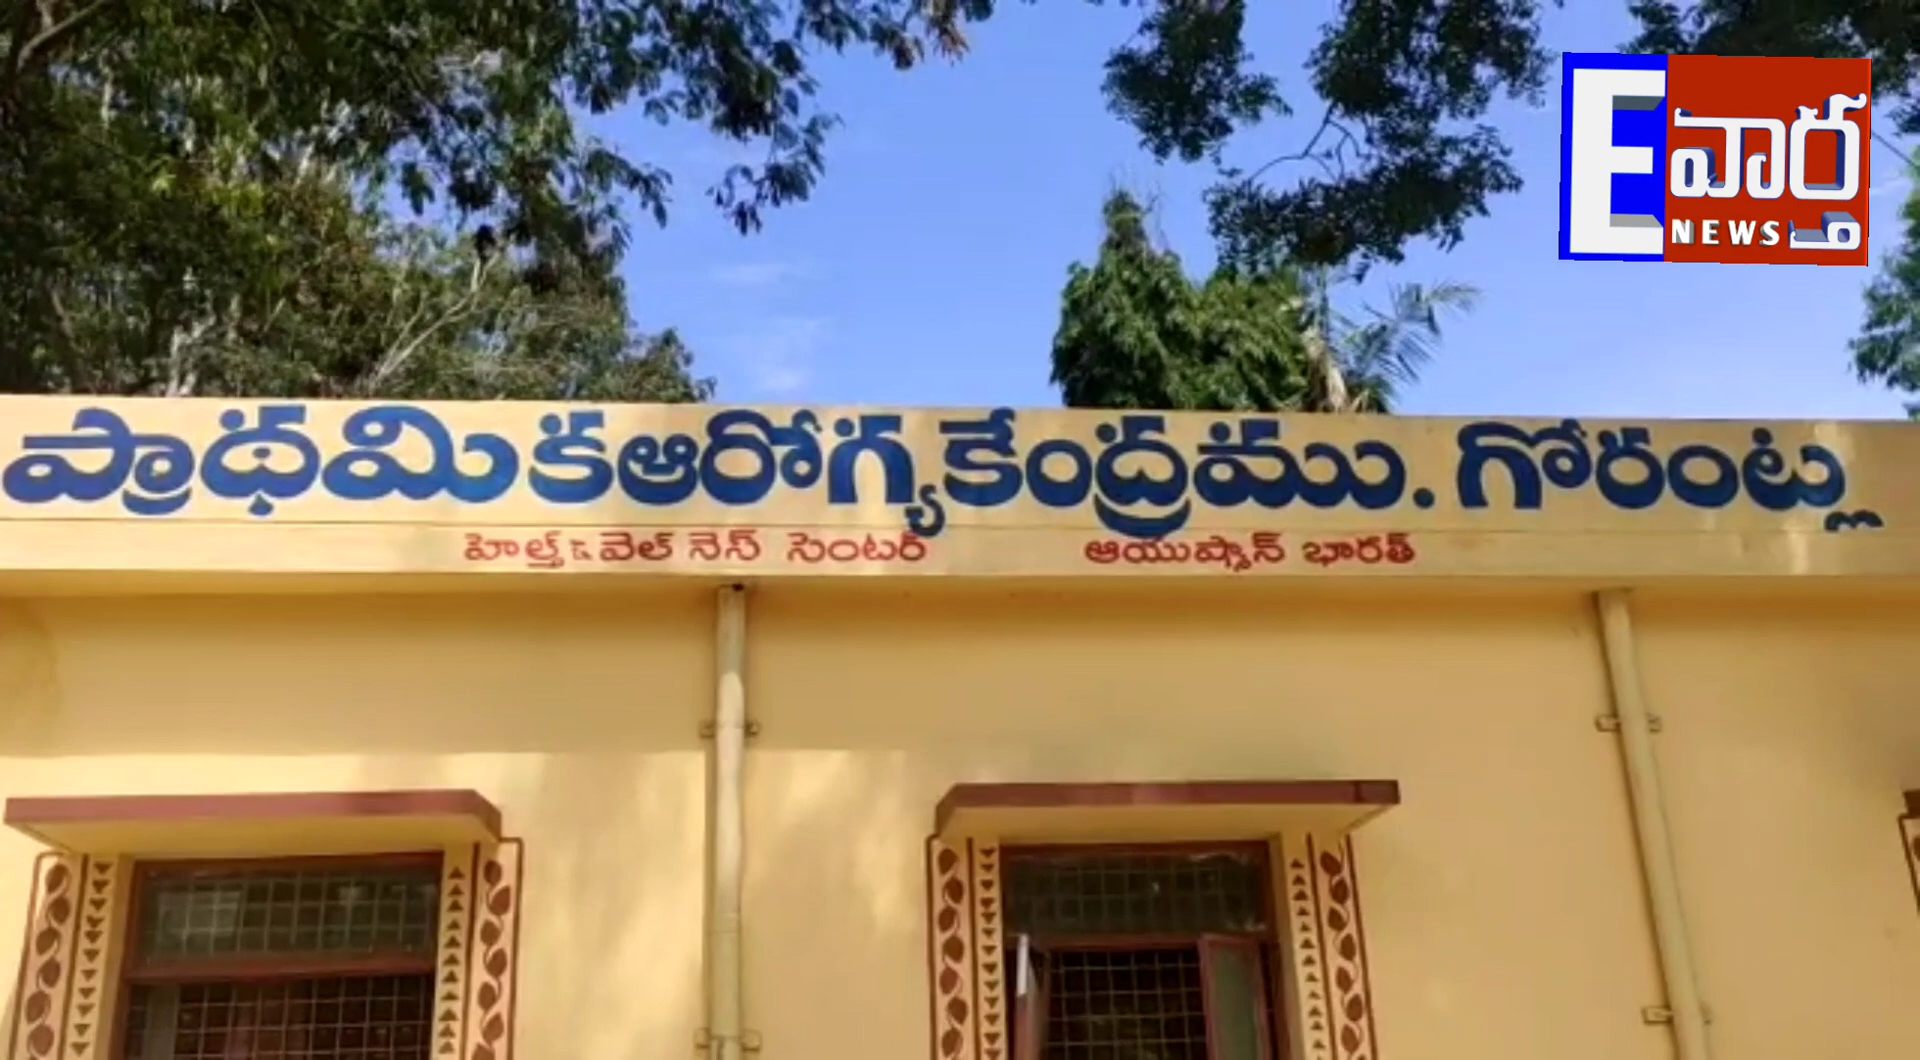 E వార్త
NEWS
ప్రాథమిక ఆరోగ్య కేంద్రము. గోరంట్ల
హెల్త్ & వెల్ నెస్ సెంటర్ ఆయుష్మాన్ భారత్